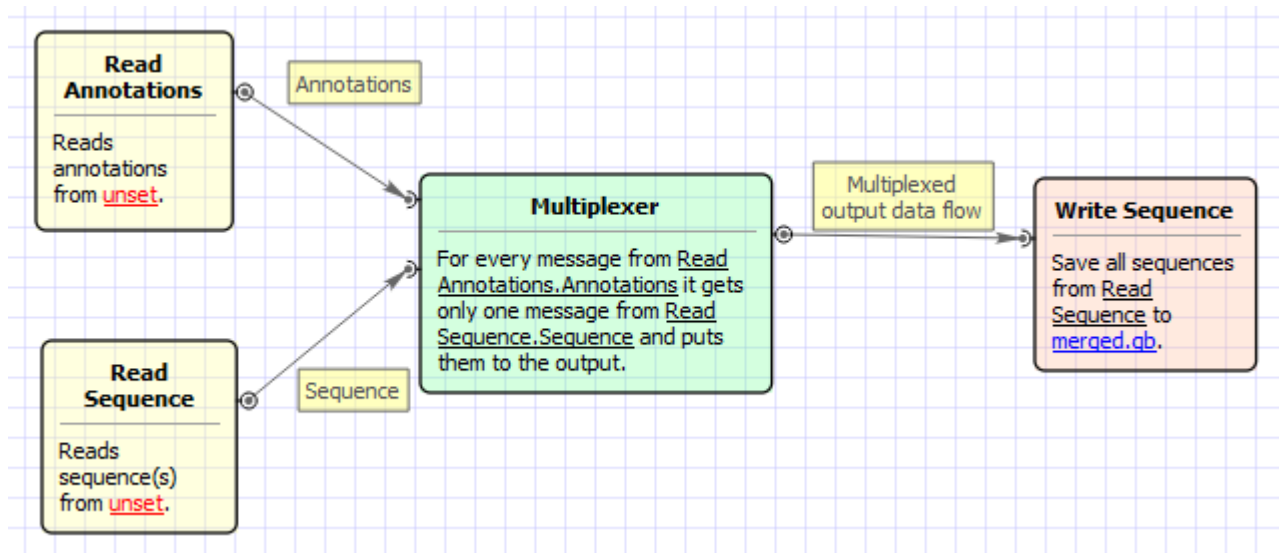 Read
Annotations
Reads
annotations
from unset.
Annotations
Read
Sequence
Reads
sequence(s)
from unset.
Sequence
Multiplexer
For every message from Read
Annotations.Annotations it gets
only one message from Read
Sequence.Sequence and puts
them to the output.
Multiplexed
output data flow
Write Sequence
Save all sequences
from Read
Sequence to
merged.gb.